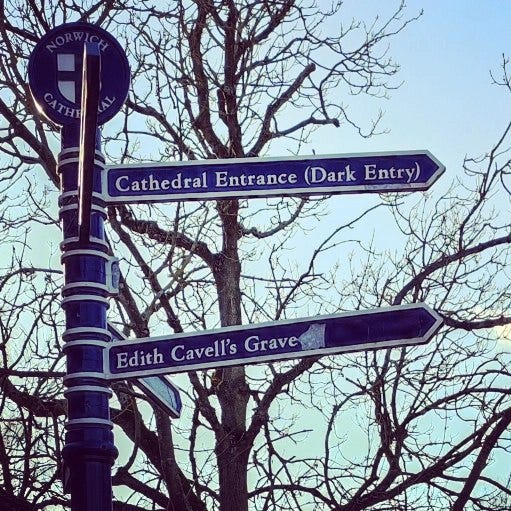 NORWICH
CATHEDRAL
Cathedral Entrance (Dark Entry)
Edith Cavell's Grave